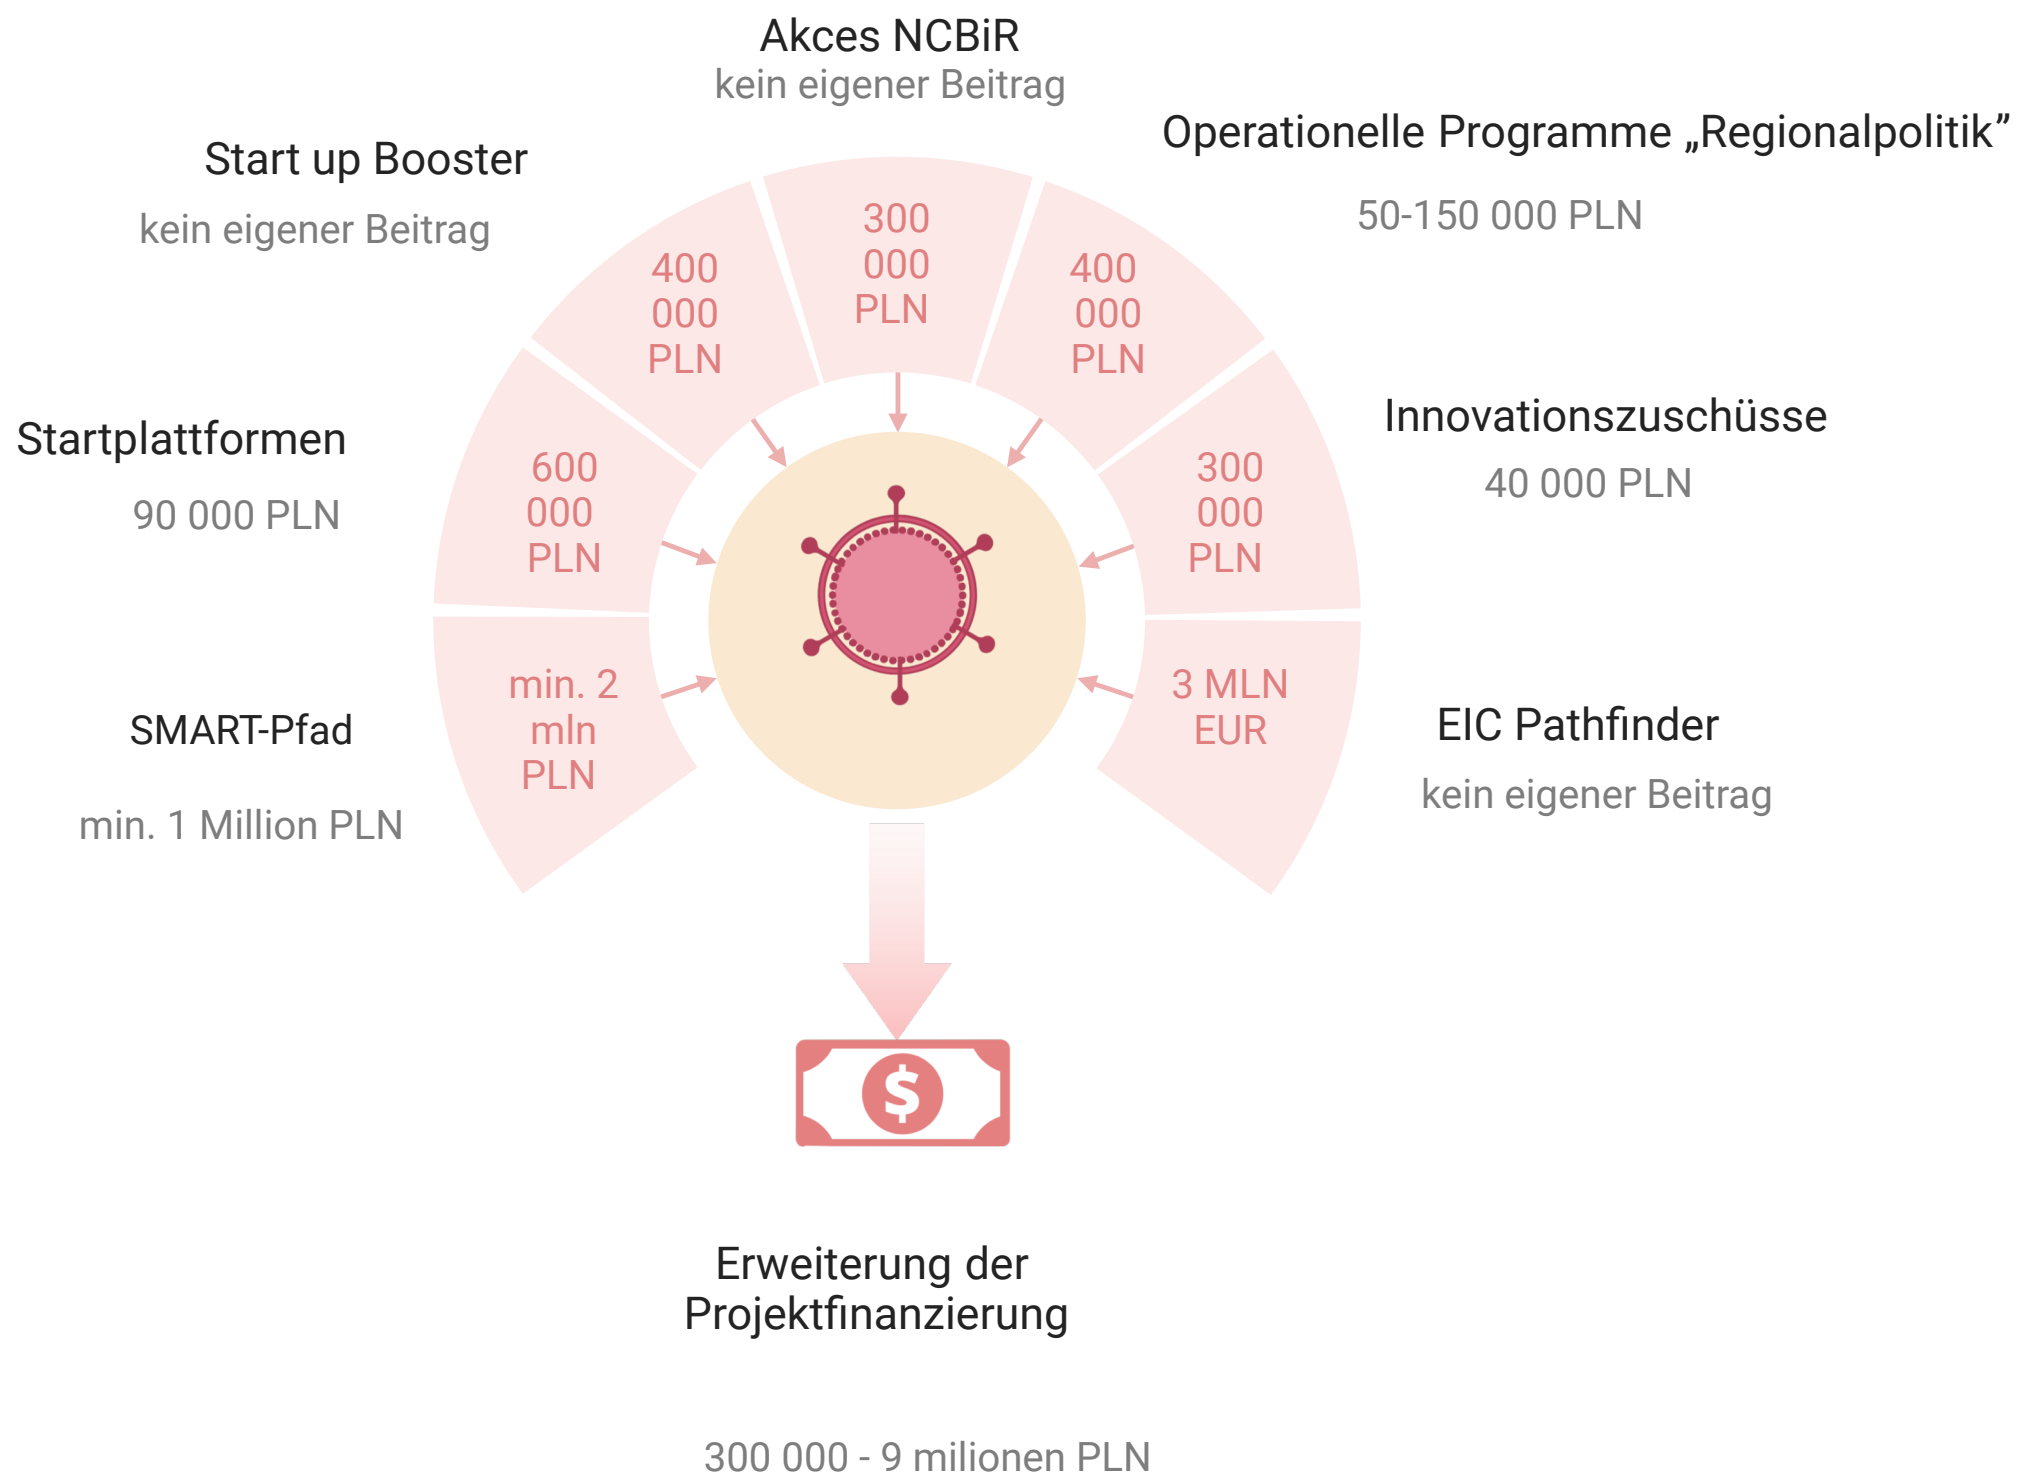 Akces NCBiR
kein eigener Beitrag
Operationelle Programme „Regionalpolitik”
50-150 000 PLN
Start up Booster
kein eigener Beitrag
300
000
PLN
400
000
PLN
400
000
PLN
Startplattformen
90 000 PLN
600
000
PLN
300
000
PLN
Innovationszuschüsse
40 000 PLN
SMART-Pfad
min. 1 Million PLN
min. 2
mln
PLN
3 MLN
EUR
EIC Pathfinder
kein eigener Beitrag
$
Erweiterung der
Projektfinanzierung
300 000 - 9 milionen PLN